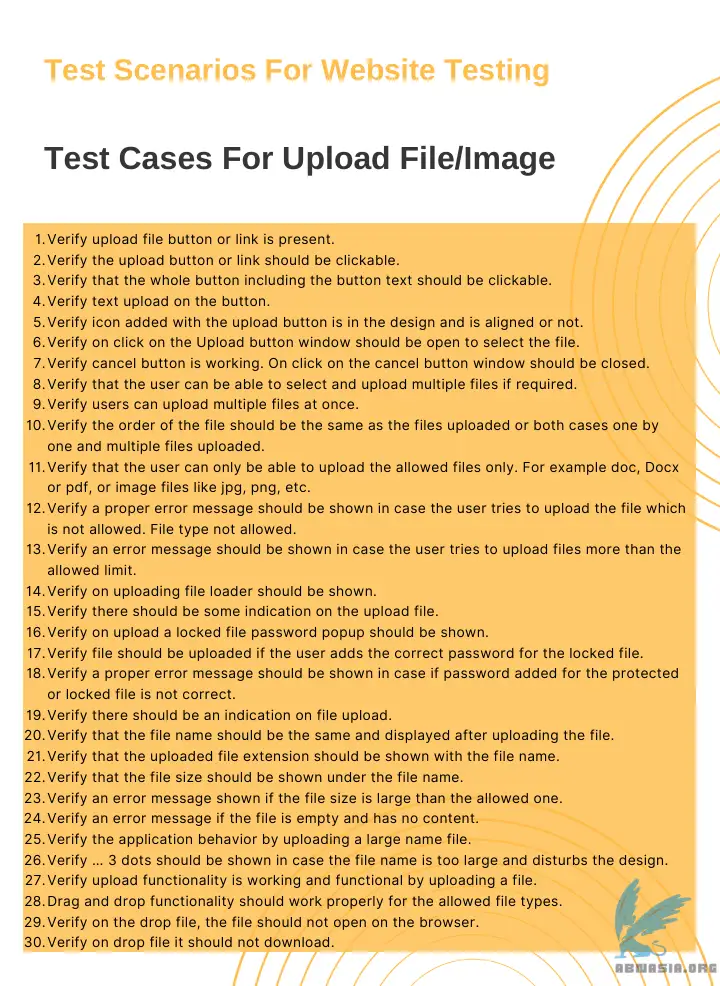 Test Scenarios For Website Testing
Test Cases For Upload File/Image
1. Verify upload file button or link is present.
2. Verify the upload button or link should be clickable.
3. Verify that the whole button including the button text should be clickable.
4. Verify text upload on the button.
5. Verify icon added with the upload button is in the design and is aligned or not.
6. Verify on click on the Upload button window should be open to select the file.
7. Verify cancel button is working. On click on the cancel button window should be closed.
8. Verify that the user can be able to select and upload multiple files if required.
9. Verify users can upload multiple files at once.
10. Verify the order of the file should be the same as the files uploaded or both cases one by
one and multiple files uploaded.
11. Verify that the user can only be able to upload the allowed files only. For example doc, Docx
or pdf, or image files like jpg, png, etc.
12. Verify a proper error message should be shown in case the user tries to upload the file which
is not allowed. File type not allowed.
13. Verify an error message should be shown in case the user tries to upload files more than the
allowed limit.
14. Verify on uploading file loader should be shown.
15. Verify there should be some indication on the upload file.
16. Verify on upload a locked file password popup should be shown.
17. Verify file should be uploaded if the user adds the correct password for the locked file.
18. Verify a proper error message should be shown in case if password added for the protected
or locked file is not correct.
19. Verify there should be an indication on file upload.
20. Verify that the file name should be the same and displayed after uploading the file.
21. Verify that the uploaded file extension should be shown with the file name.
22. Verify that the file size should be shown under the file name.
23. Verify an error message shown if the file size is large than the allowed one.
24. Verify an error message if the file is empty and has no content.
25. Verify the application behavior by uploading a large name file.
26. Verify ... 3 dots should be shown in case the file name is too large and disturbs the design.
27. Verify upload functionality is working and functional by uploading a file.
28. Drag and drop functionality should work properly for the allowed file types.
29. Verify on the drop file, the file should not open on the browser.
30. Verify on drop file it should not download.
ABWASIA.ORG